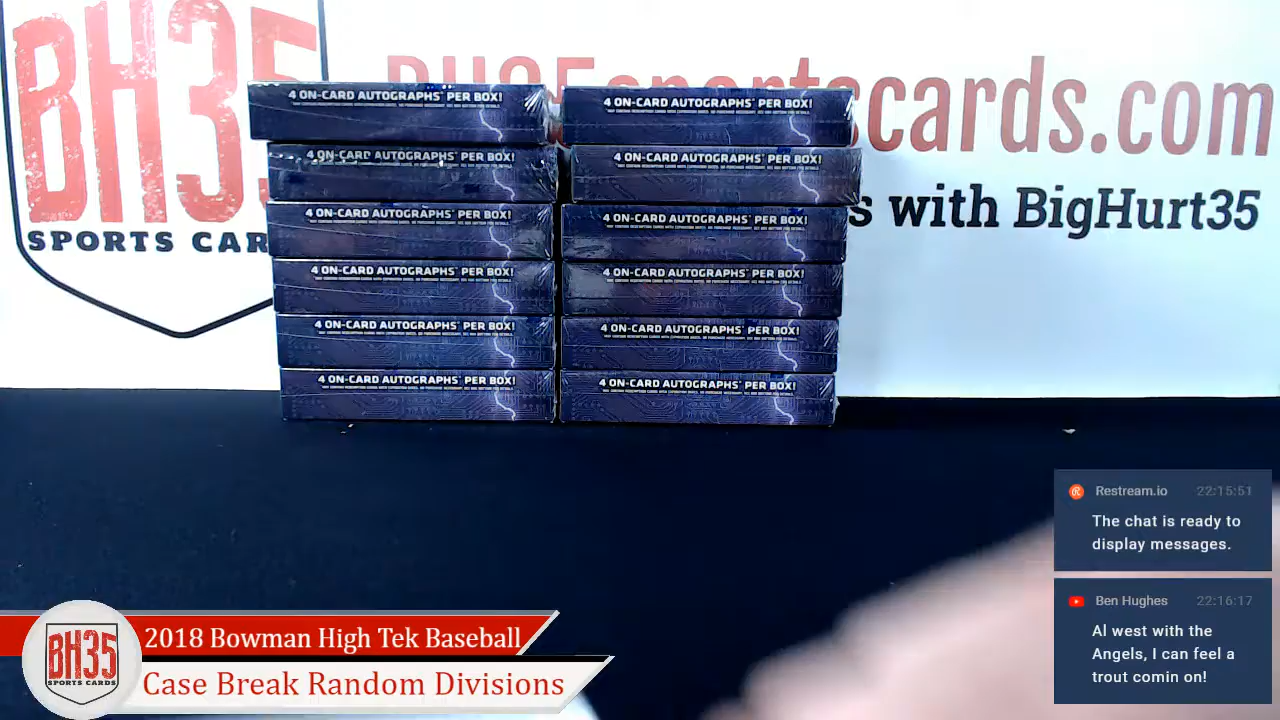 BH35
SPORTS CAR
BH35sportscards.com
s with BigHurt35
4 ON-CARD AUTOGRAPHS PER BOX!
4 ON-CARD AUTOGRAPHS PER BOX!
4 ON-CARD AUTOGRAPHS PER BOX!
4 ON-CARD AUTOGRAPHS PER BOX!
4 ON-CARD AUTOGRAPHS PER BOX!
4 ON-CARD AUTOGRAPHS PER BOX!
4 ON-CARD AUTOGRAPHS PER BOX!
4 ON-CARD AUTOGRAPHS PER BOX!
4 ON-CARD AUTOGRAPHS PER BOX!
4 ON-CARD AUTOGRAPHS PER BOX!
4 ON-CARD AUTOGRAPHS PER BOX!
4 ON-CARD AUTOGRAPHS PER BOX!
Restream.io 22:15:51
The chat is ready to
display messages.
Ben Hughes 22:16:17
Al west with the
Angels, I can feel a
trout comin on!
BH35
SPORTS CARDS
2018 Bowman High Tek Baseball
Case Break Random Divisions